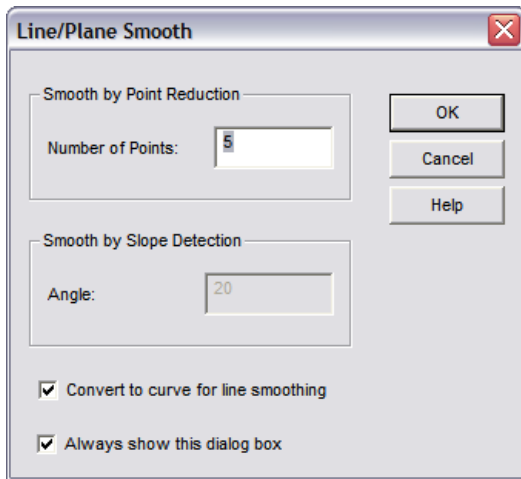 Line/Plane Smooth
Smooth by Point Reduction
Number of Points: 5
OK
Cancel
Help
Smooth by Slope Detection
Angle: 20
Convert to curve for line smoothing
Always show this dialog box